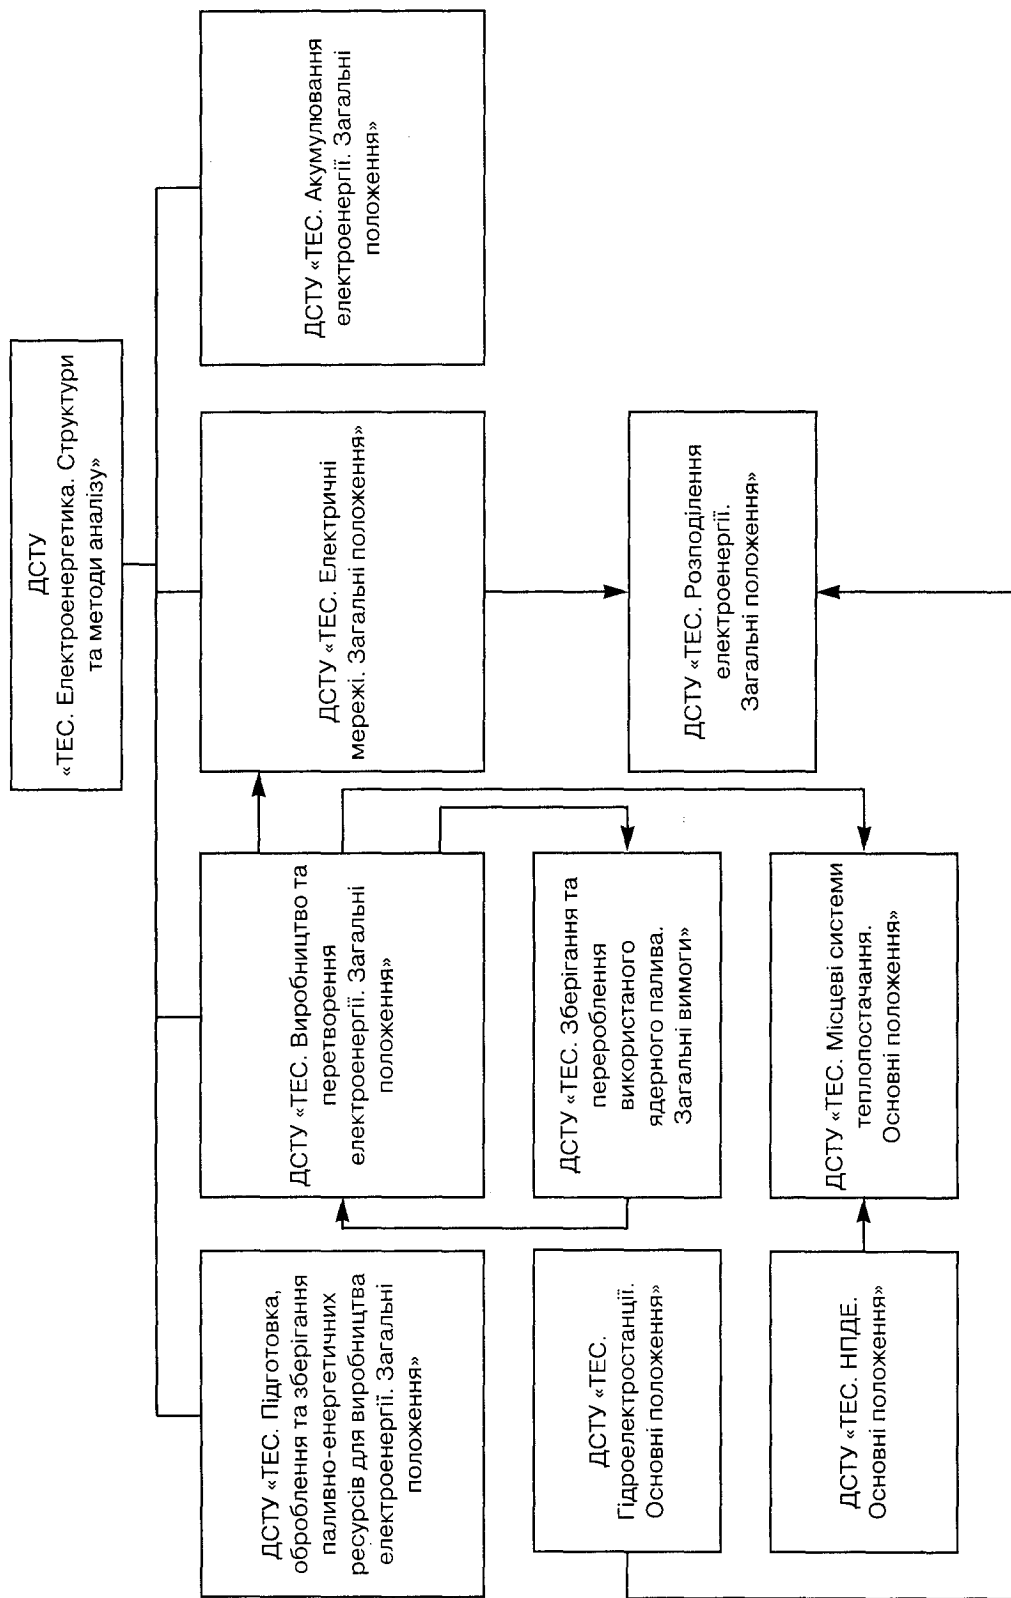 ДСТУ
«ТЕС. Електроенергетика. Структури
та методи аналізу»
ДСТУ «ТЕС. Підготовка,
оброблення та зберігання
паливно-енергетичних
ресурсів для виробництва
електроенергії. Загальні
положення»
ДСТУ «ТЕС. Виробництво та
перетворення
електроенергії. Загальні
положення»
ДСТУ «ТЕС. Електричні
мережі. Загальні положення»
ДСТУ «ТЕС. Акумулювання
електроенергії. Загальні
положення»
ДСТУ «ТЕС.
Гідроелектростанції.
Основні положення»
ДСТУ «ТЕС. Зберігання та
перероблення
використаного
ядерного палива.
Загальні вимоги»
ДСТУ «ТЕС. Розподілення
електроенергії.
Загальні положення»
ДСТУ «ТЕС. НПДЕ.
Основні положення»
ДСТУ «ТЕС. Місцеві системи
теплопостачання.
Основні положення»